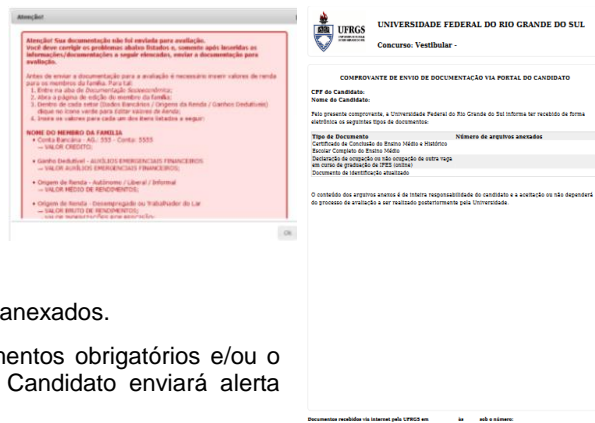 Atenção!
Atenção! Sua documentação não foi enviada para avaliação.
Você deve corrigir os problemas abaixo listados e, somente após inseridas as
informações/documentações a seguir elencadas, enviar a documentação para
avaliação.
Antes de enviar a documentação para a avaliação é necessário inserir valores de renda
para os membros da família. Para tal:
1. Entre na aba de Documentação Socioeconômica;
2. Abra a página de edição do membro da família;
3. Dentro de cada setor (Dados Bancários / Origens da Renda / Ganhos Dedutíveis)
clique no ícone verde para Editar valores de Renda;
4. Insira os valores para cada um dos itens listados a seguir:
NOME DO MEMBRO DA FAMILIA
• Conta Bancária - AG.: 555 - Conta: 5555
— VALOR CRÉDITO;
• Ganho Dedutível - AUXÍLIOS EMERGENCIAIS FINANCEIROS
— VALOR AUXÍLIOS EMERGENCIAIS FINANCEIROS;
• Origem de Renda - Autônomo / Liberal / Informal
— VALOR MÉDIO DE RENDIMENTOS;
• Origem de Renda - Desempregado ou Trabalhador do Lar
— VALOR BRUTO DE RENDIMENTOS;
Ok
anexados.
mentos obrigatórios e/ou o
Candidato enviará alerta
UFRGS
UNIVERSIDADE FEDERAL DO RIO GRANDE DO SUL
Concurso: Vestibular -
COMPROVANTE DE ENVIO DE DOCUMENTAÇÃO VIA PORTAL DO CANDIDATO
CPF do Candidato:
Nome do Candidato:
Pelo presente comprovante, a Universidade Federal do Rio Grande do Sul informa ter recebido de forma
eletrônica os seguintes tipos de documentos:
Tipo de Documento Número de arquivos anexados
Certificado de Conclusão do Ensino Médio e Histórico
Escolar Completo do Ensino Médio
Declaração de ocupação ou não ocupação de outra vaga
em curso de graduação de IPES (online)
Documento de identificação atualizado
O conteúdo dos arquivos anexos é de inteira responsabilidade do candidato e a aceitação ou não dependerá
do processo de avaliação a ser realizado posteriormente pela Universidade.
Documentos recebidos via internet pela UFRGS em às sob o número: